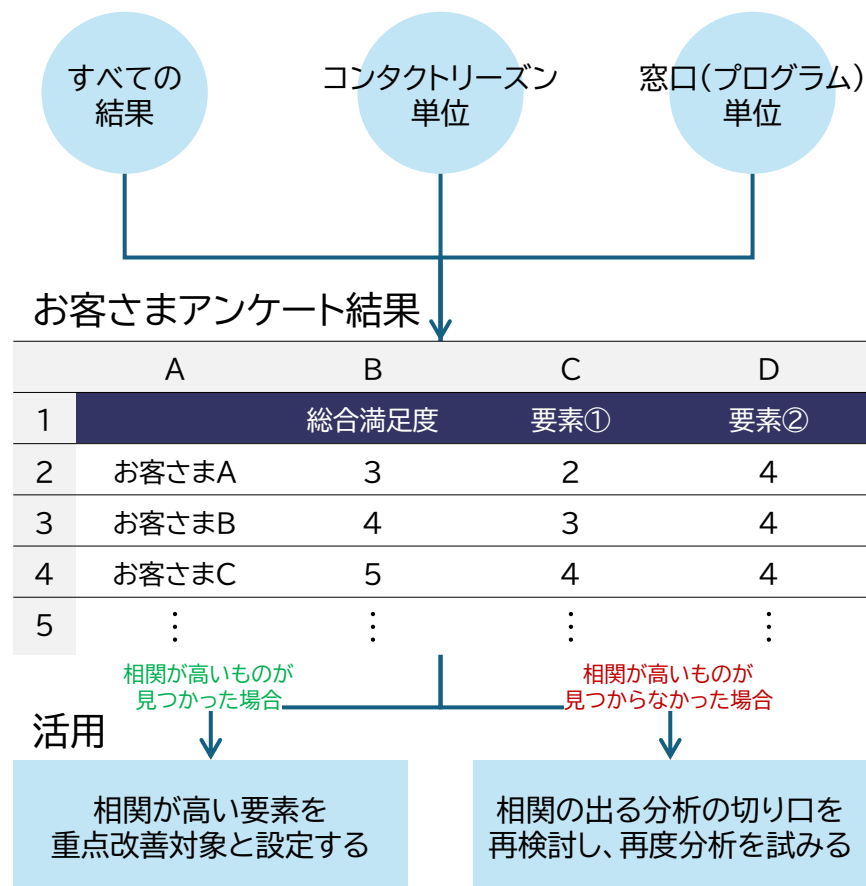 すべての
結果
コンタクトリーズン
単位
窓口(プログラム)
単位
お客さまアンケート結果
A B C D
1 総合満足度 要素① 要素②
2 お客さまA 3 2 4
3 お客さまB 4 3 4
4 お客さまC 5 4 4
5 ⋮ ⋮ ⋮ ⋮
相関が高いものが
見つかった場合
相関が高いものが
見つからなかった場合
活用
相関が高い要素を
重点改善対象と設定する
相関の出る分析の切り口を
再検討し、再度分析を試みる